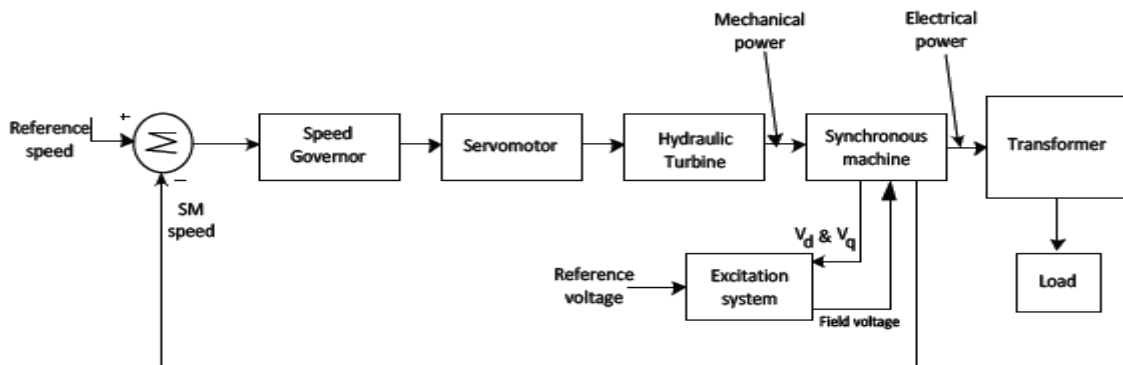 Mechanical
power
Electrical
power
+
Reference
speed
Σ
Speed
Governor
Servomotor
Hydraulic
Turbine
Synchronous
machine
Transformer
−
SM
speed
Vd & Vq
Reference
voltage
Excitation
system
Field voltage
Load